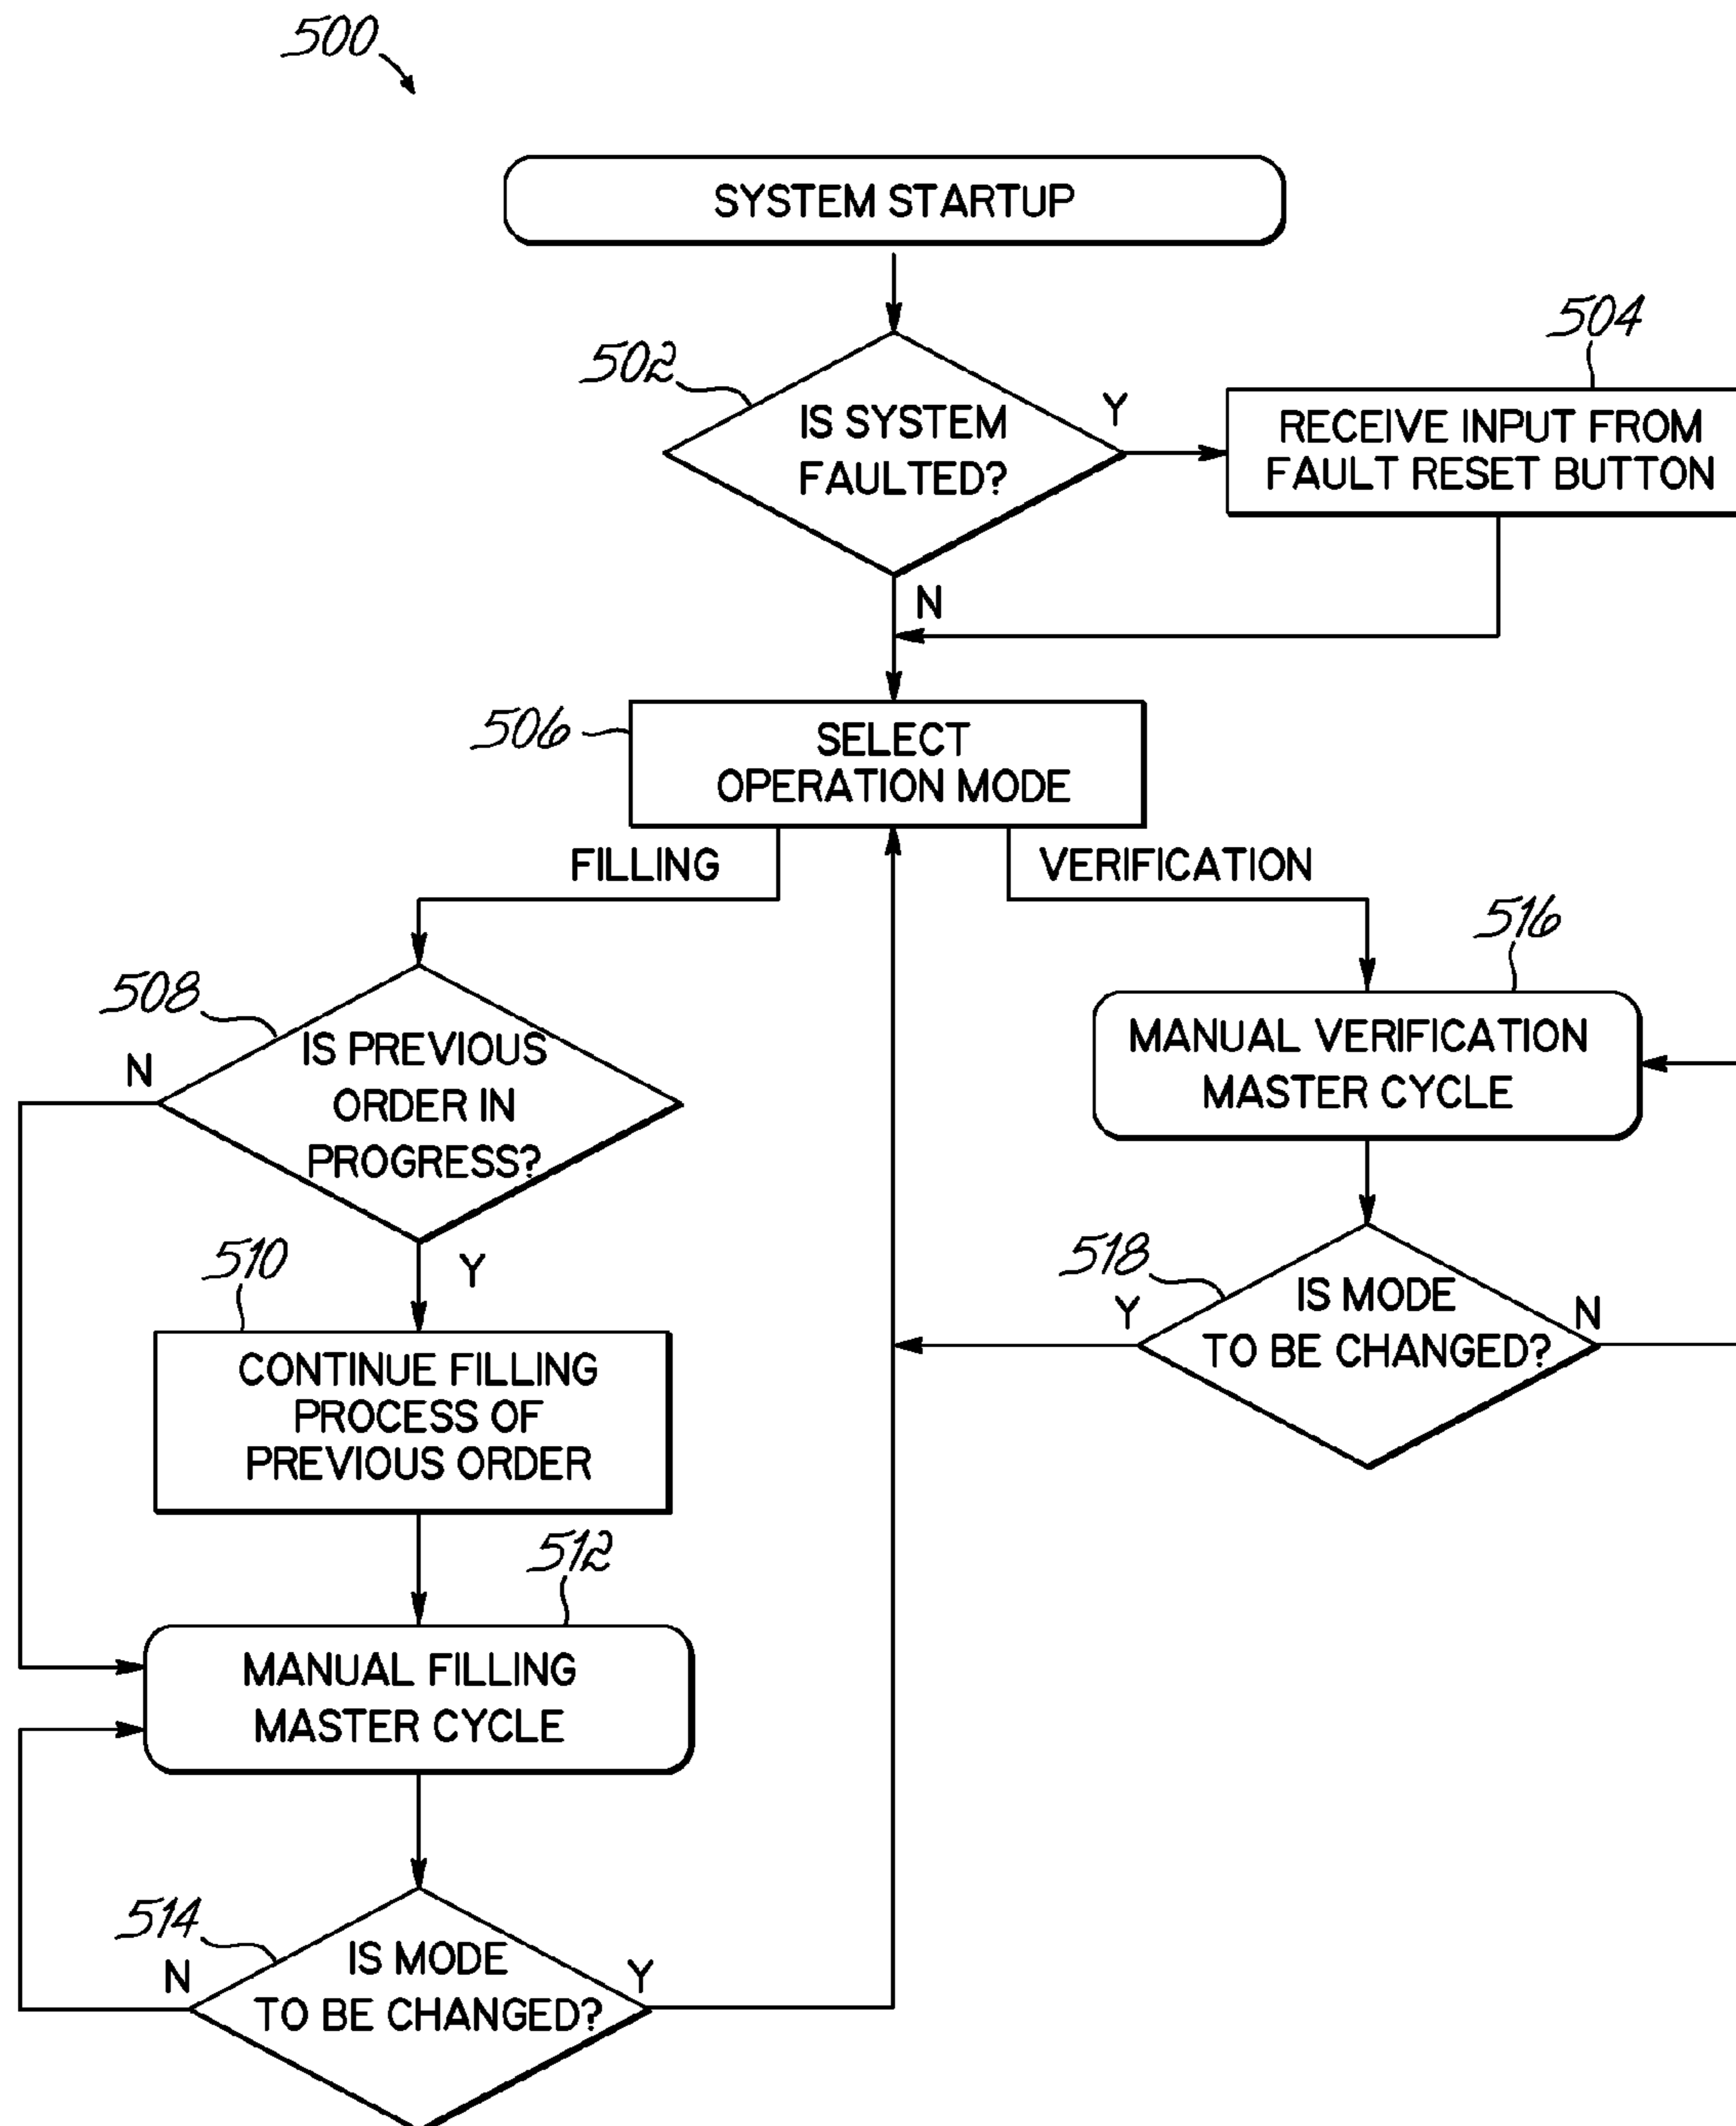 500
SYSTEM STARTUP
502
IS SYSTEM
FAULTED?
Y
N
504
RECEIVE INPUT FROM
FAULT RESET BUTTON
506
SELECT
OPERATION MODE
FILLING
VERIFICATION
508
IS PREVIOUS
ORDER IN
PROGRESS?
N
Y
510
CONTINUE FILLING
PROCESS OF
PREVIOUS ORDER
512
MANUAL FILLING
MASTER CYCLE
514
IS MODE
TO BE CHANGED?
N
Y
516
MANUAL VERIFICATION
MASTER CYCLE
518
IS MODE
TO BE CHANGED?
Y
N